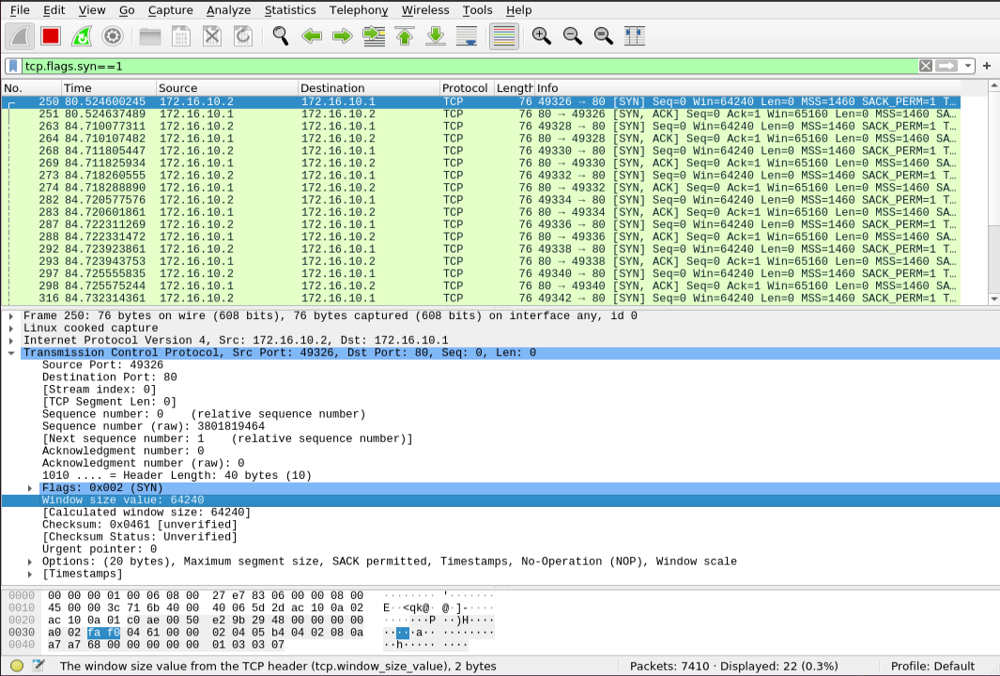 File Edit View Go Capture Analyze Statistics Telephony Wireless Tools Help
tcp.flags.syn==1
No. Time Source Destination Protocol Length Info
250 80.524600245 172.16.10.2 172.16.10.1 TCP 76 49326 → 80 [SYN] Seq=0 Win=64240 Len=0 MSS=1460 SACK_PERM=1 T…
251 80.524637489 172.16.10.1 172.16.10.2 TCP 76 80 → 49326 [SYN, ACK] Seq=0 Ack=1 Win=65160 Len=0 MSS=1460 SA…
263 84.710077311 172.16.10.2 172.16.10.1 TCP 76 49328 → 80 [SYN] Seq=0 Win=64240 Len=0 MSS=1460 SACK_PERM=1 T…
264 84.710107482 172.16.10.1 172.16.10.2 TCP 76 80 → 49328 [SYN, ACK] Seq=0 Ack=1 Win=65160 Len=0 MSS=1460 SA…
268 84.711805447 172.16.10.2 172.16.10.1 TCP 76 49330 → 80 [SYN] Seq=0 Win=64240 Len=0 MSS=1460 SACK_PERM=1 T…
269 84.711825934 172.16.10.1 172.16.10.2 TCP 76 80 → 49330 [SYN, ACK] Seq=0 Ack=1 Win=65160 Len=0 MSS=1460 SA…
273 84.718260555 172.16.10.2 172.16.10.1 TCP 76 49332 → 80 [SYN] Seq=0 Win=64240 Len=0 MSS=1460 SACK_PERM=1 T…
274 84.718288890 172.16.10.1 172.16.10.2 TCP 76 80 → 49332 [SYN, ACK] Seq=0 Ack=1 Win=65160 Len=0 MSS=1460 SA…
282 84.720577576 172.16.10.2 172.16.10.1 TCP 76 49334 → 80 [SYN] Seq=0 Win=64240 Len=0 MSS=1460 SACK_PERM=1 T…
283 84.720601861 172.16.10.1 172.16.10.2 TCP 76 80 → 49334 [SYN, ACK] Seq=0 Ack=1 Win=65160 Len=0 MSS=1460 SA…
287 84.722311269 172.16.10.2 172.16.10.1 TCP 76 49336 → 80 [SYN] Seq=0 Win=64240 Len=0 MSS=1460 SACK_PERM=1 T…
288 84.722331472 172.16.10.1 172.16.10.2 TCP 76 80 → 49336 [SYN, ACK] Seq=0 Ack=1 Win=65160 Len=0 MSS=1460 SA…
292 84.723923861 172.16.10.2 172.16.10.1 TCP 76 49338 → 80 [SYN] Seq=0 Win=64240 Len=0 MSS=1460 SACK_PERM=1 T…
293 84.723943753 172.16.10.1 172.16.10.2 TCP 76 80 → 49338 [SYN, ACK] Seq=0 Ack=1 Win=65160 Len=0 MSS=1460 SA…
297 84.725555835 172.16.10.2 172.16.10.1 TCP 76 49340 → 80 [SYN] Seq=0 Win=64240 Len=0 MSS=1460 SACK_PERM=1 T…
298 84.725575244 172.16.10.1 172.16.10.2 TCP 76 80 → 49340 [SYN, ACK] Seq=0 Ack=1 Win=65160 Len=0 MSS=1460 SA…
316 84.732314361 172.16.10.2 172.16.10.1 TCP 76 49342 → 80 [SYN] Seq=0 Win=64240 Len=0 MSS=1460 SACK_PERM=1 T…
Frame 250: 76 bytes on wire (608 bits), 76 bytes captured (608 bits) on interface any, id 0
Linux cooked capture
Internet Protocol Version 4, Src: 172.16.10.2, Dst: 172.16.10.1
Transmission Control Protocol, Src Port: 49326, Dst Port: 80, Seq: 0, Len: 0
Source Port: 49326
Destination Port: 80
[Stream index: 0]
[TCP Segment Len: 0]
Sequence number: 0    (relative sequence number)
Sequence number (raw): 3801819464
[Next sequence number: 1    (relative sequence number)]
Acknowledgment number: 0
Acknowledgment number (raw): 0
1010 .... = Header Length: 40 bytes (10)
Flags: 0x002 (SYN)
Window size value: 64240
[Calculated window size: 64240]
Checksum: 0x0461 [unverified]
[Checksum Status: Unverified]
Urgent pointer: 0
Options: (20 bytes), Maximum segment size, SACK permitted, Timestamps, No-Operation (NOP), Window scale
[Timestamps]
0000 00 00 00 01 00 06 08 00 27 e7 83 06 00 00 08 00 ········ '·······
0010 45 00 00 3c 71 6b 40 00 40 06 5d 2d ac 10 0a 02 E··<qk@· @·]-····
0020 ac 10 0a 01 c0 ae 00 50 e2 9b 29 48 00 00 00 00 ·······P ··)H····
0030 a0 02 fa f0 04 61 00 00 02 04 05 b4 04 02 08 0a ·····a·· ········
0040 a7 a7 68 00 00 00 00 00 01 03 03 07 ··h····· ····
The window size value from the TCP header (tcp.window_size_value), 2 bytes Packets: 7410 · Displayed: 22 (0.3%) Profile: Default